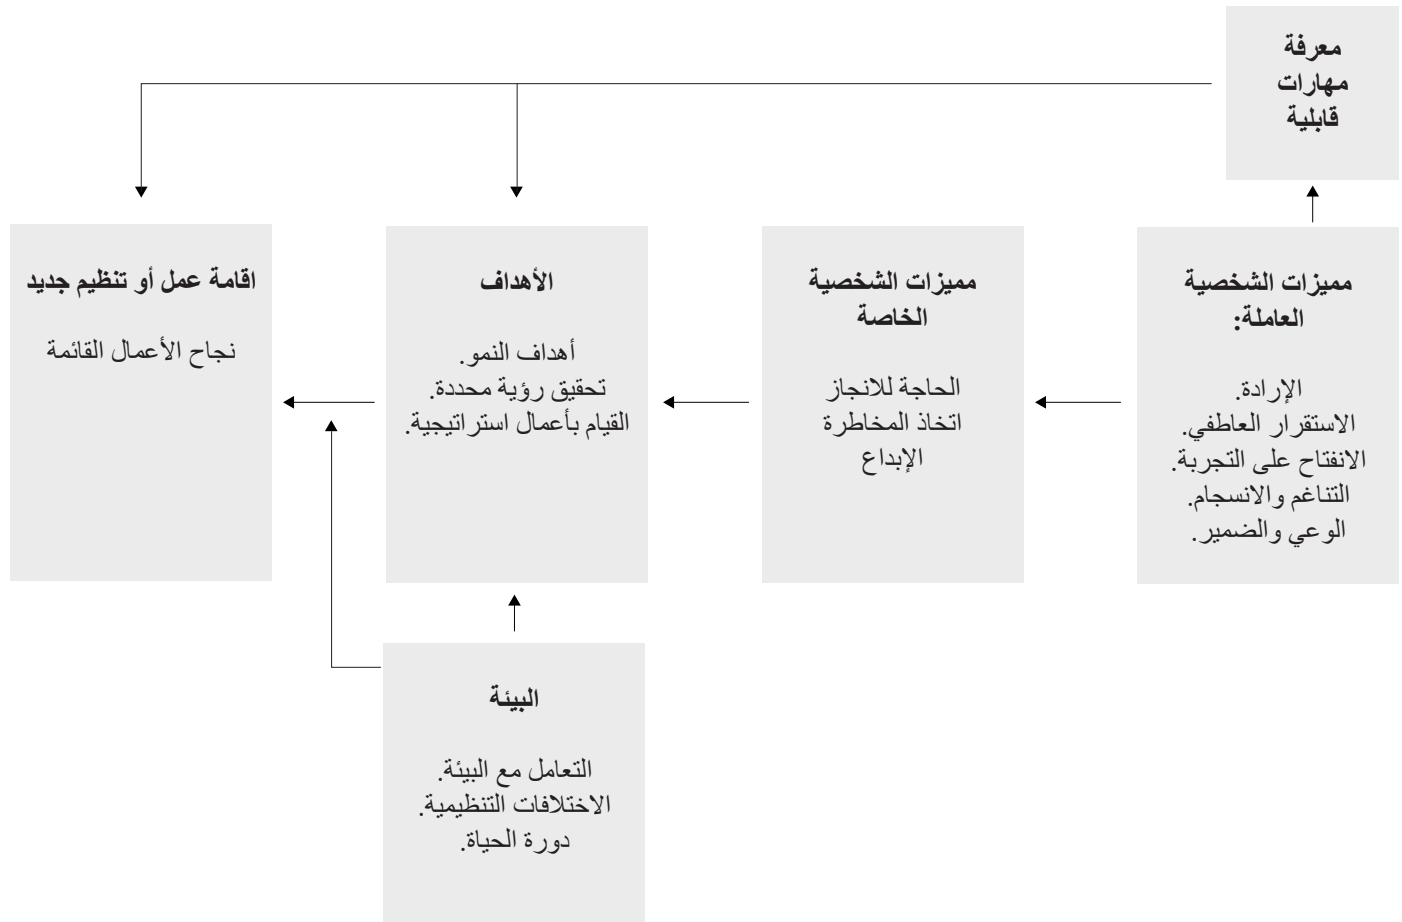 معرفة
مهارات
قابلية
مميزات الشخصية
العاملة:
الإرادة.
الاستقرار العاطفي.
الانفتاح على التجربة.
التناغم والانسجام.
الوعي والضمير.
مميزات الشخصية
الخاصة
الحاجة للانجاز
اتخاذ المخاطرة
الإبداع
الأهداف
أهداف النمو.
تحقيق رؤية محددة.
القيام بأعمال استراتيجية.
اقامة عمل أو تنظيم جديد
نجاح الأعمال القائمة
البيئة
التعامل مع البيئة.
الاختلافات التنظيمية.
دورة الحياة.